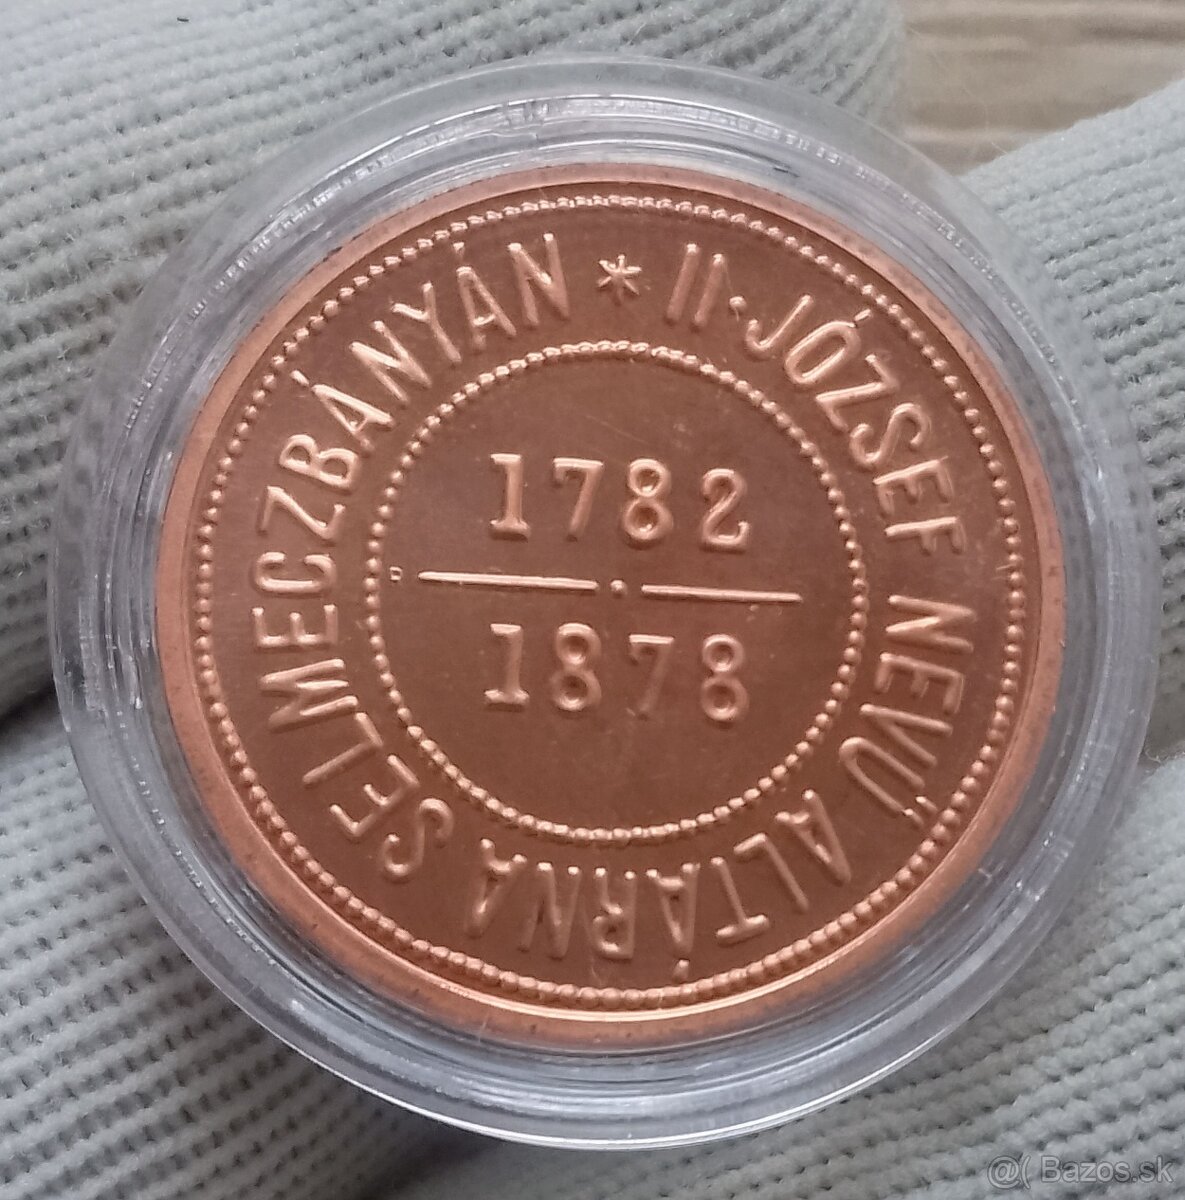 II. JÓZSEF NEVŰ ALTÁRNA SELMECZBÁNYÁN *
1782
1878
@( Bazos.sk